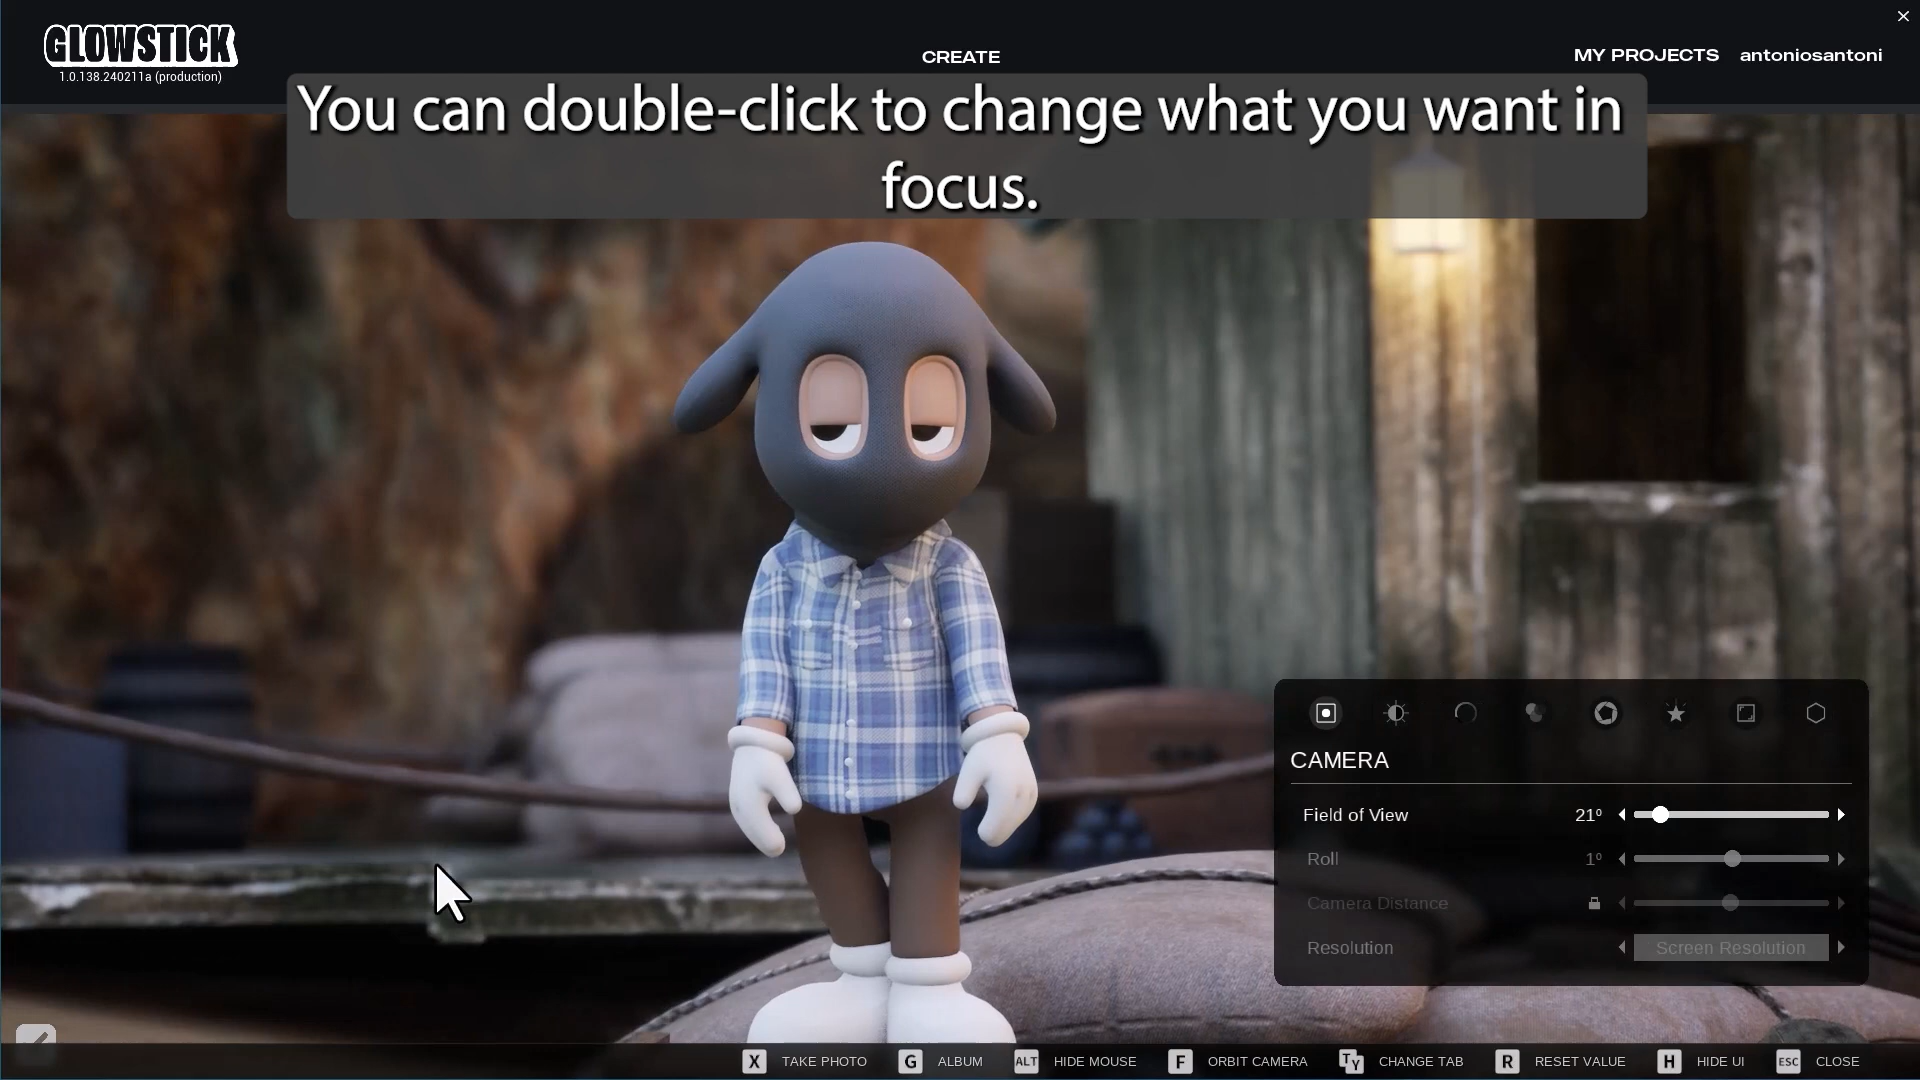 GLOWSTICK
1.0.138.240211a (production)
CREATE
MY PROJECTS antoniosantoni
You can double-click to change what you want in
focus.
CAMERA
Field of View 21º
Roll 1º
Camera Distance
Resolution Screen Resolution
X TAKE PHOTO G ALBUM ALT HIDE MOUSE F ORBIT CAMERA T Y CHANGE TAB R RESET VALUE H HIDE UI ESC CLOSE